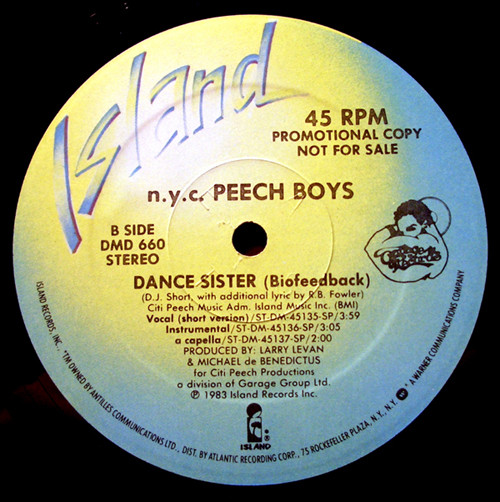 Island
45 RPM
PROMOTIONAL COPY
NOT FOR SALE
n.y.c. PEECH BOYS
B SIDE
DMD 660
STEREO
DANCE SISTER (Biofeedback)
(D.J. Short, with additional lyric by R.B. Fowler)
Citi Peech Music Adm. Island Music Inc. (BMI)
Vocal (short version)/ST-DM-45135-SP/3:59
Instrumental/ST-DM-45136-SP/3:05
a capella/ST-DM-45137-SP/2:00
PRODUCED BY: LARRY LEVAN
& MICHAEL de BENEDICTUS
for Citi Peech Productions
a division of Garage Group Ltd.
℗ 1983 Island Records Inc.
ISLAND
ISLAND RECORDS, INC., *TM OWNED BY ANTILLES COMMUNICATIONS LTD., DIST. BY ATLANTIC RECORDING CORP., 75 ROCKEFELLER PLAZA, N.Y., N.Y. * A WARNER COMMUNICATIONS COMPANY